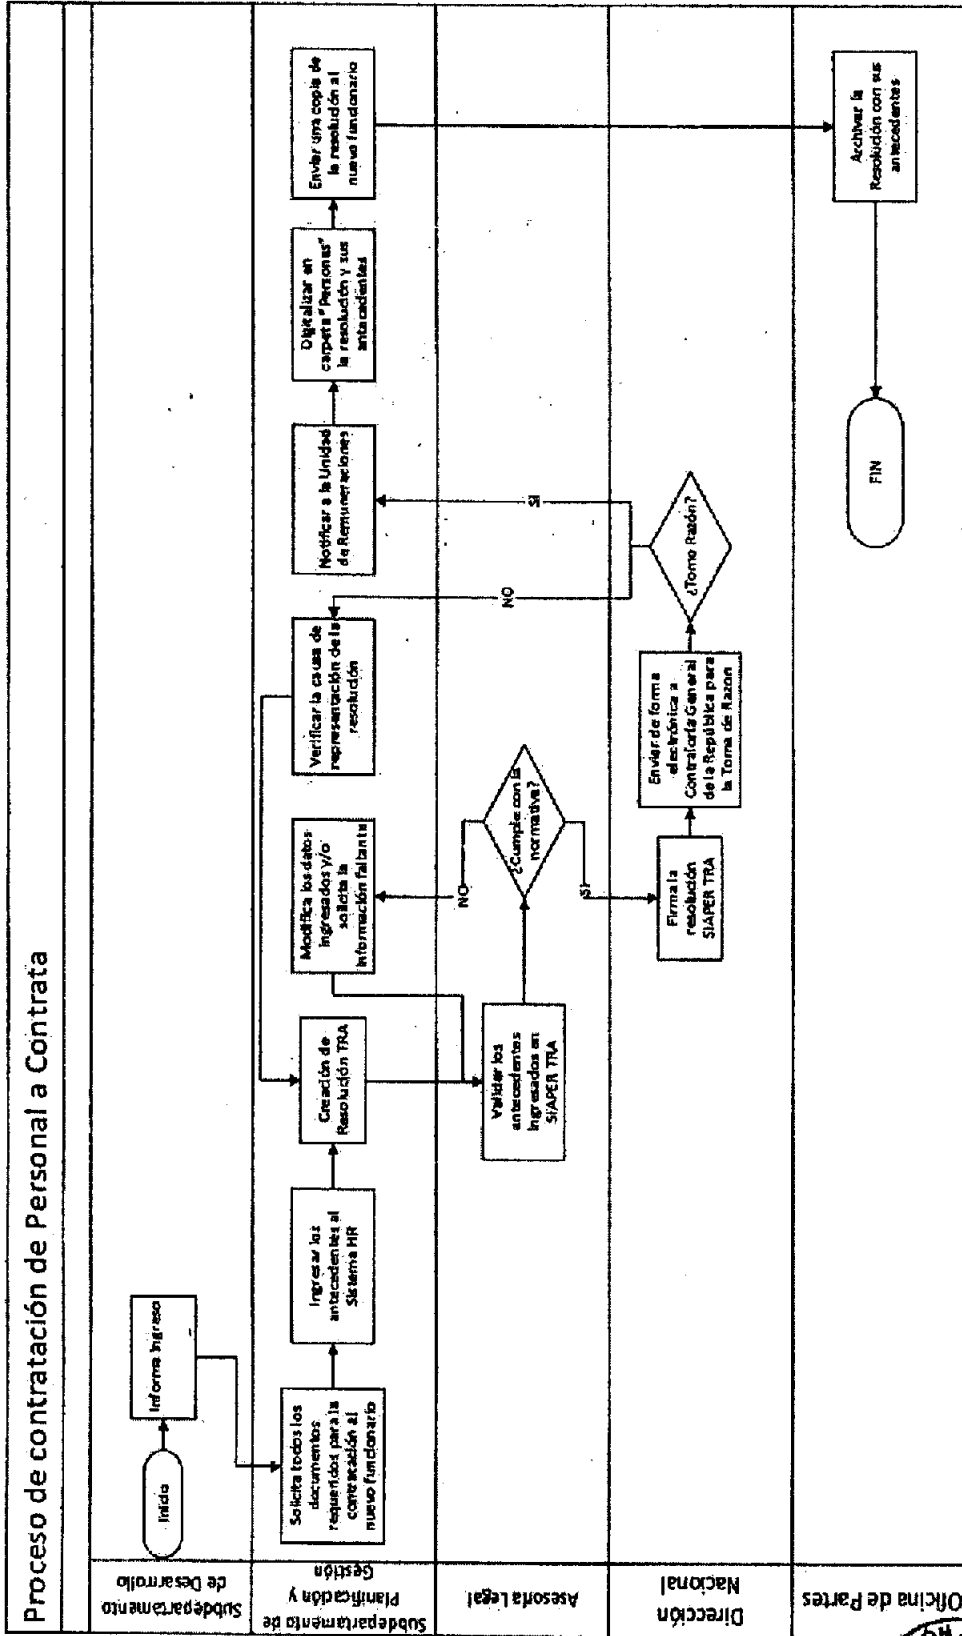 Proceso de contratación de Personal a Contrata
Subdepartamento
de Desarrollo
Inicio
Informa Ingreso
Subdepartamento de
Planificación y
Gestión
Solicita todos los
documentos
requeridos para la
contratación al
nuevo funcionario
Ingresar los
antecedentes al
Sistema HR
Creación de
Resolución TRA
Modifica los datos
ingresados y/o
solicita la
información faltante
Verificar la causa de
representación de la
resolución
Notificar a la Unidad
de Remuneraciones
Digitalizar en
carpeta "Personas"
la resolución y sus
antecedentes
Enviar una copia de
la resolución al
nuevo funcionario
Asesoría Legal
Validar los
antecedentes
ingresados en
SIAPER TRA
¿Cumple con la
normativa?
NO
SI
NO
SI
Dirección
Nacional
Firma la
resolución
SIAPER TRA
Enviar de forma
electrónica a
Contraloría General
de la República para
la Toma de Razón
¿Tomo Razón?
Oficina de Partes
Archivar la
Resolución con sus
antecedentes
FIN